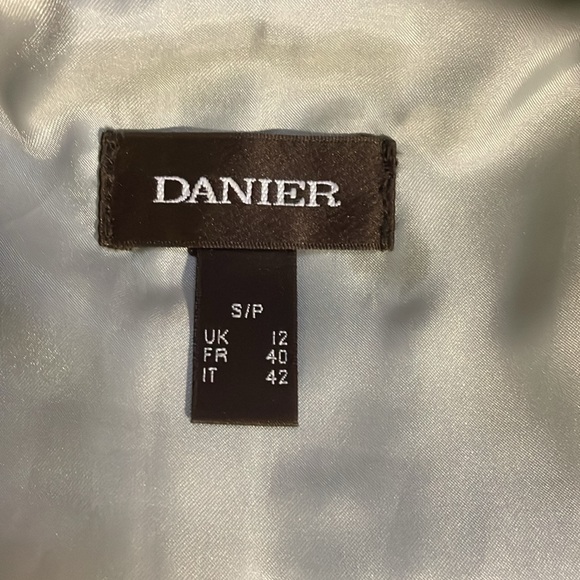 DANIER
S/P
UK 12
FR 40
IT 42